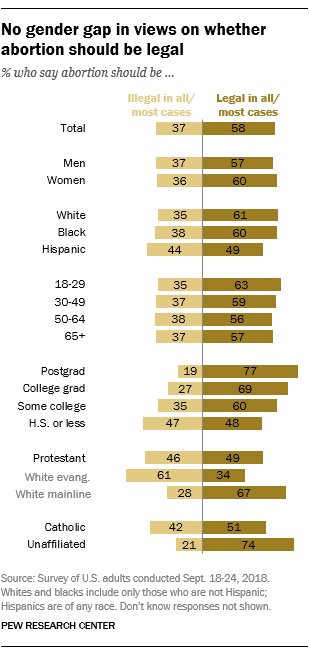 No gender gap in views on whether
abortion should be legal
% who say abortion should be ...
Illegal in all/ Legal in all/
most cases most cases
Total 37 58
Men 37 57
Women 36 60
White 35 61
Black 38 60
Hispanic 44 49
18-29 35 63
30-49 37 59
50-64 38 56
65+ 37 57
Postgrad 19 77
College grad 27 69
Some college 35 60
H.S. or less 47 48
Protestant 46 49
White evang. 61 34
White mainline 28 67
Catholic 42 51
Unaffiliated 21 74
Source: Survey of U.S. adults conducted Sept. 18-24, 2018.
Whites and blacks include only those who are not Hispanic;
Hispanics are of any race. Don't know responses not shown.
PEW RESEARCH CENTER